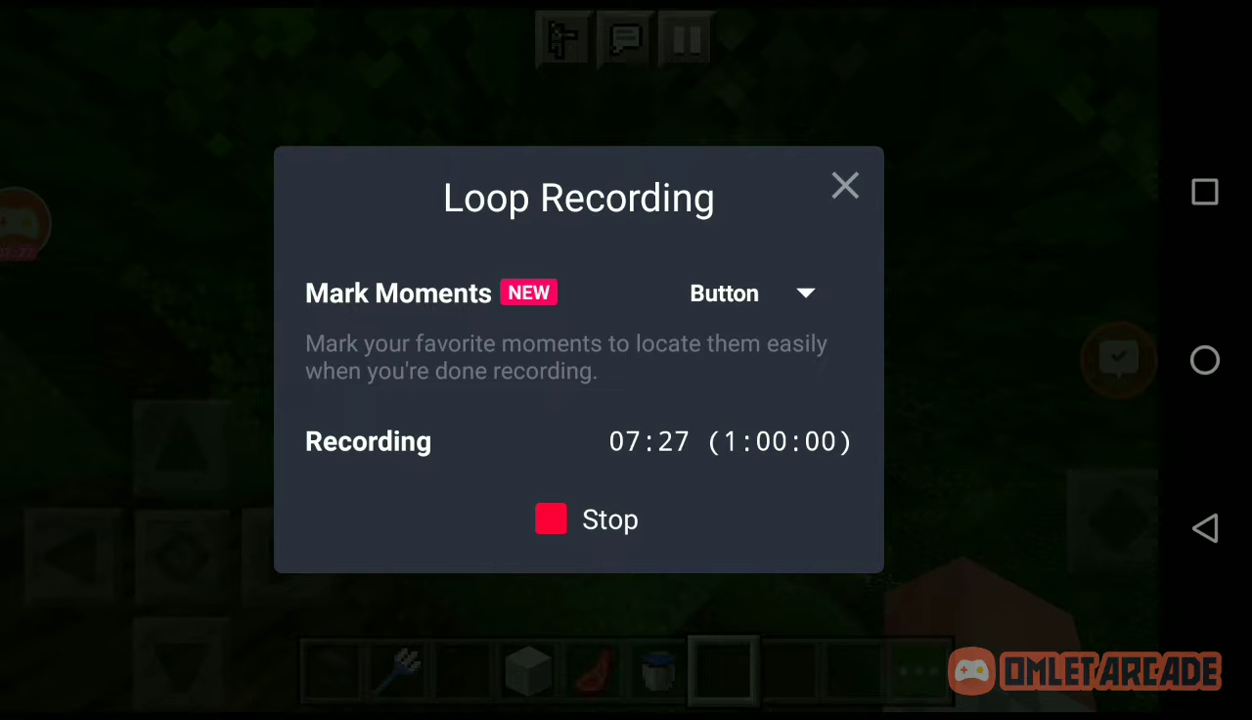 Loop Recording
Mark Moments NEW Button
Mark your favorite moments to locate them easily
when you're done recording.
Recording 07:27 (1:00:00)
Stop
OMLET ARCADE